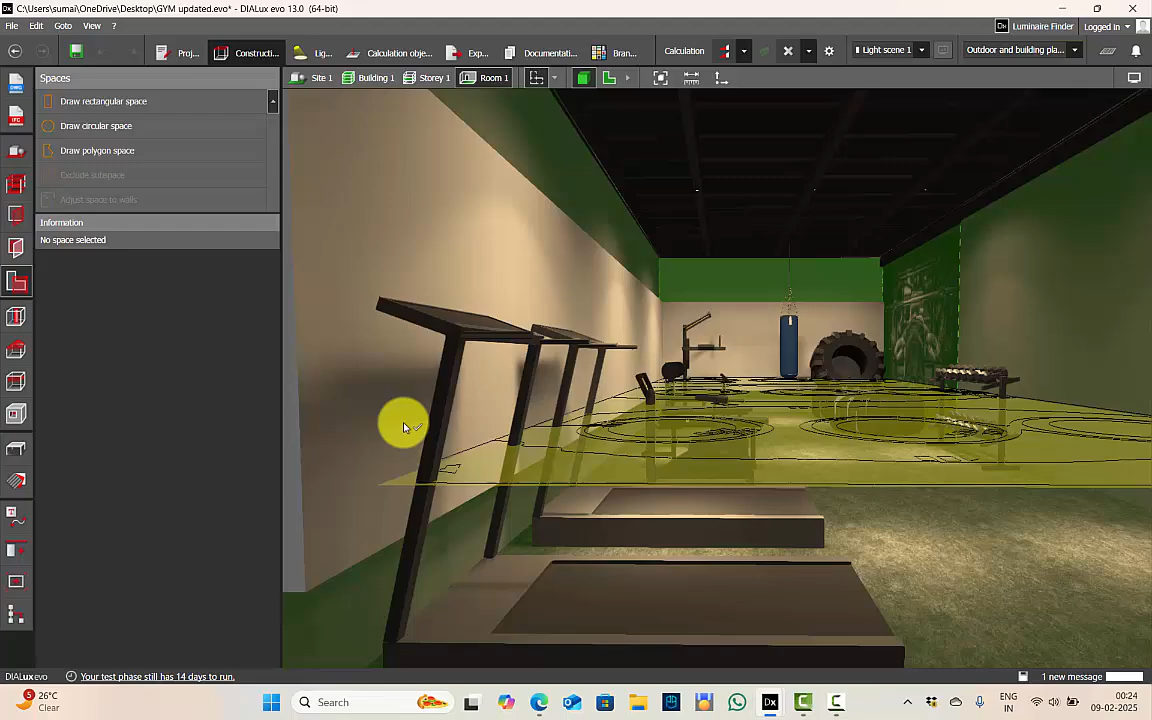 C:\Users\sumai\OneDrive\Desktop\GYM updated.evo* - DIALux evo 13.0 (64-bit)
File Edit Goto View ?
Luminaire Finder
Logged in
Proj...
Constructi...
Lig...
Calculation obje...
Exp...
Documentati...
Bran...
Calculation
Light scene 1
Outdoor and building pla...
Spaces
Site 1
Building 1
Storey 1
Room 1
Draw rectangular space
Draw circular space
Draw polygon space
Exclude subspace
Adjust space to walls
Information
No space selected
DWG
IFC
DIALux evo
Your test phase still has 14 days to run.
1 new message
5
26°C
Clear
Search
ENG
IN
00:24
09-02-2025